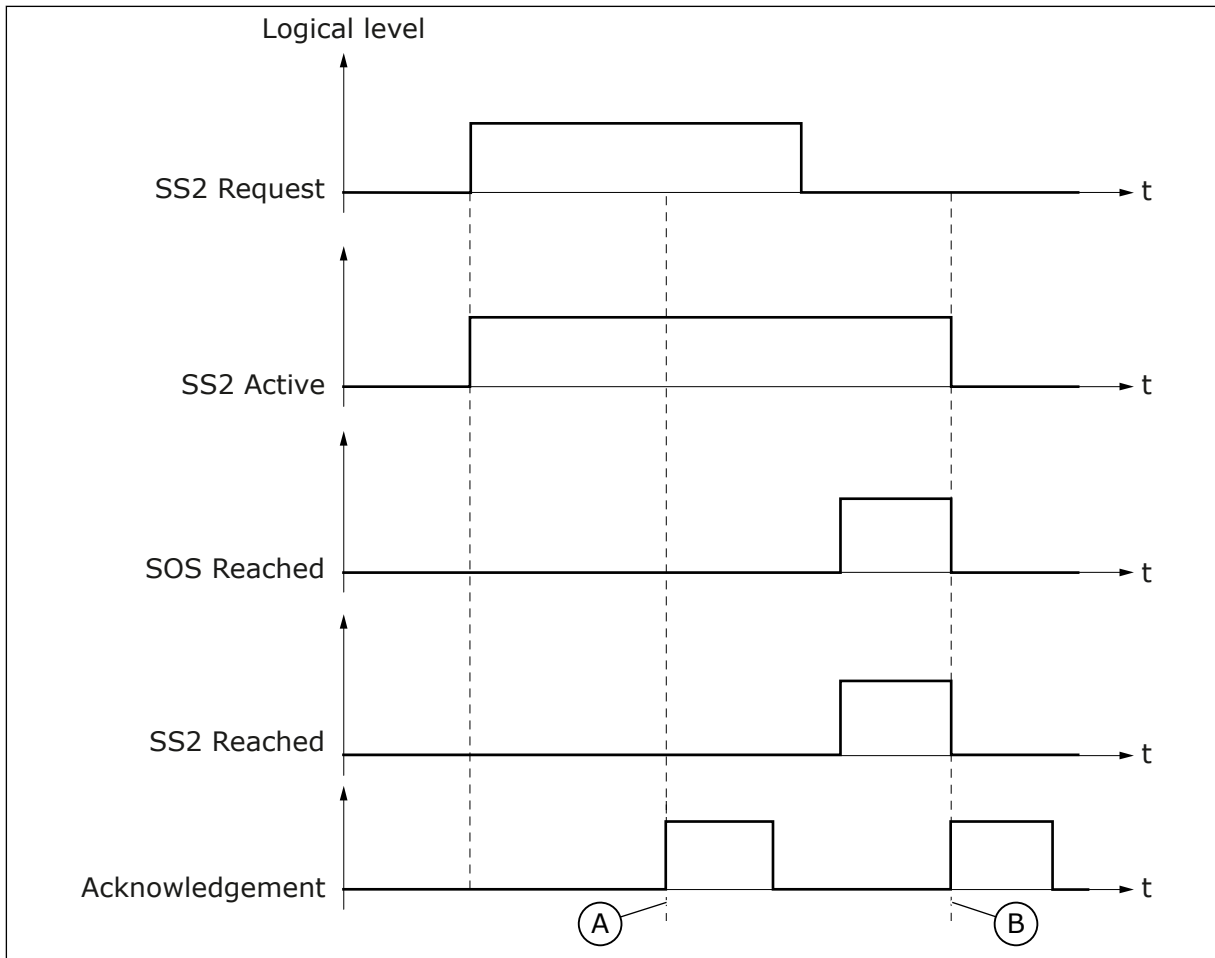 Logical level
SS2 Request
t
SS2 Active
t
SOS Reached
t
SS2 Reached
t
Acknowledgement
t
A
B